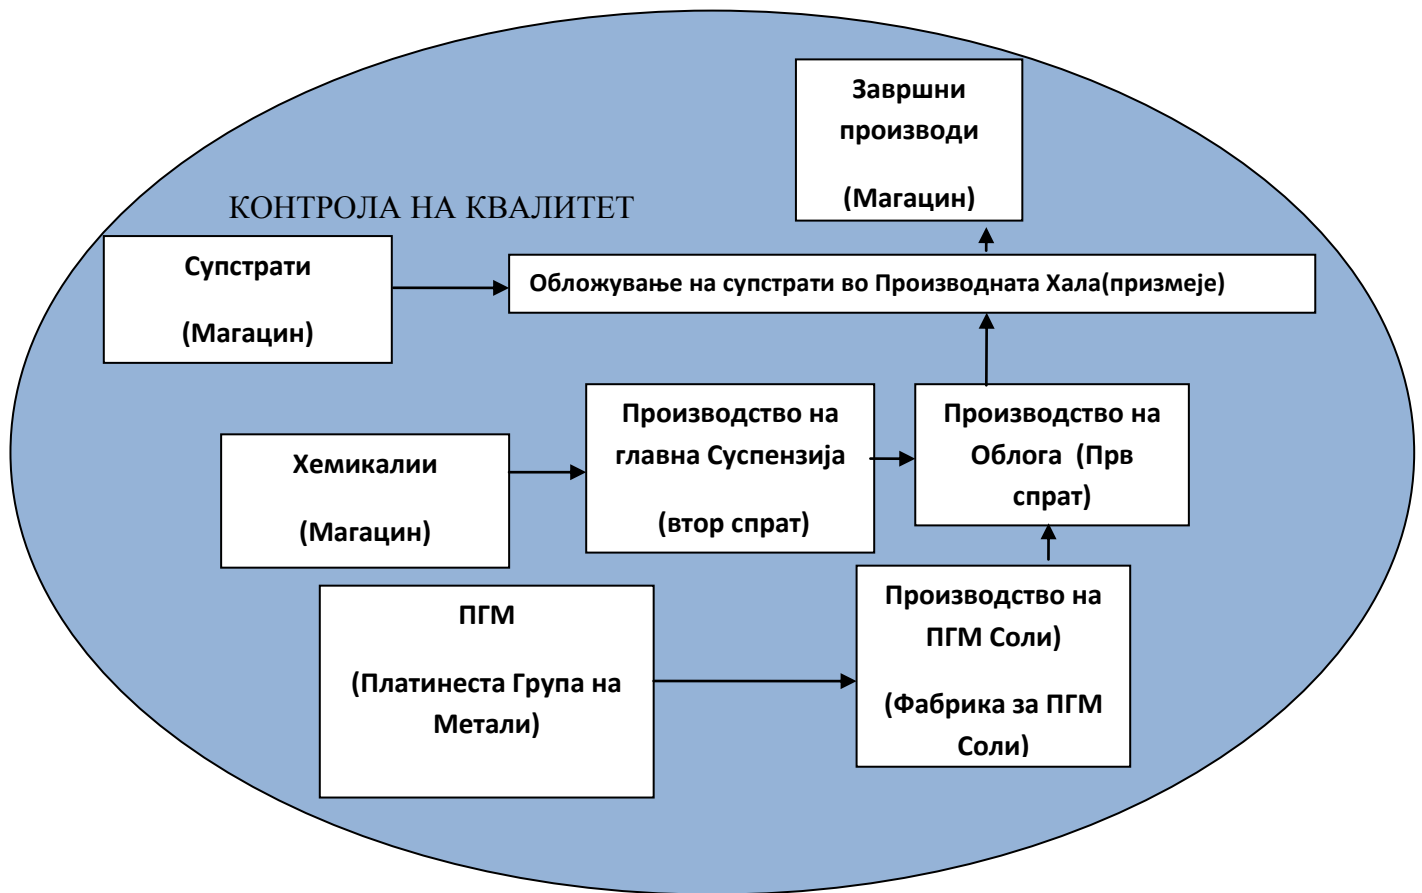 Завршни
производи
(Магацин)
КОНТРОЛА НА КВАЛИТЕТ
Супстрати
(Магацин)
Обложување на супстрати во Производната Хала(призмеје)
Хемикалии
(Магацин)
Производство на
главна Суспензија
(втор спрат)
Производство на
Облога (Прв
спрат)
ПГМ
(Платинеста Група на
Метали)
Производство на
ПГМ Соли)
(Фабрика за ПГМ
Соли)